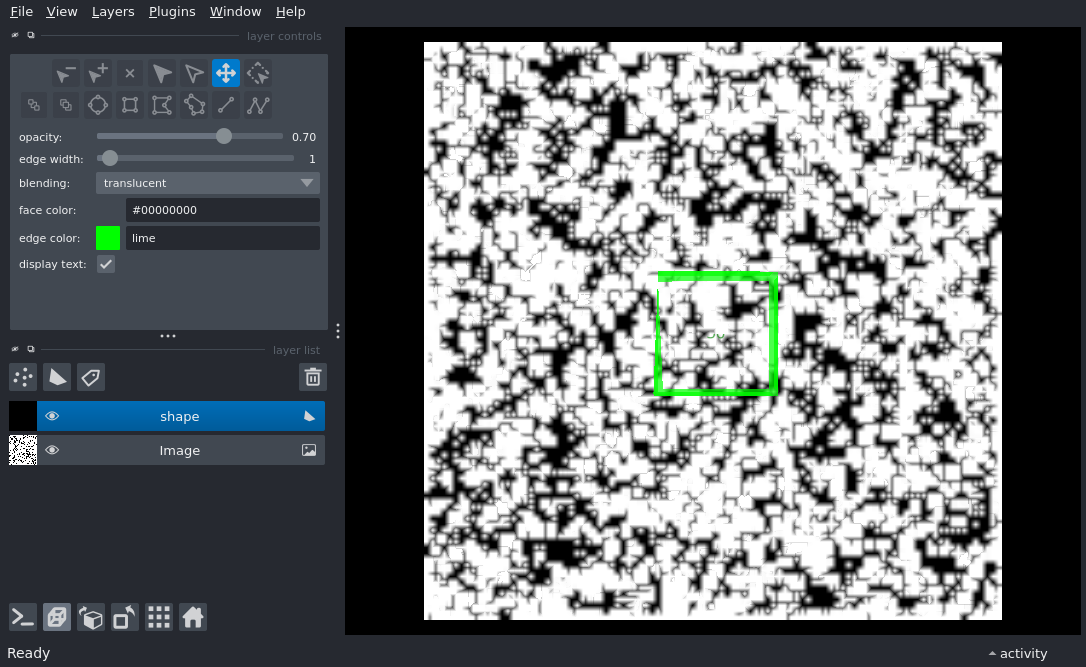 File View Layers Plugins Window Help
layer controls
opacity: 0.70
edge width: 1
blending: translucent
face color: #00000000
edge color: lime
display text:
layer list
shape
Image
Ready
activity